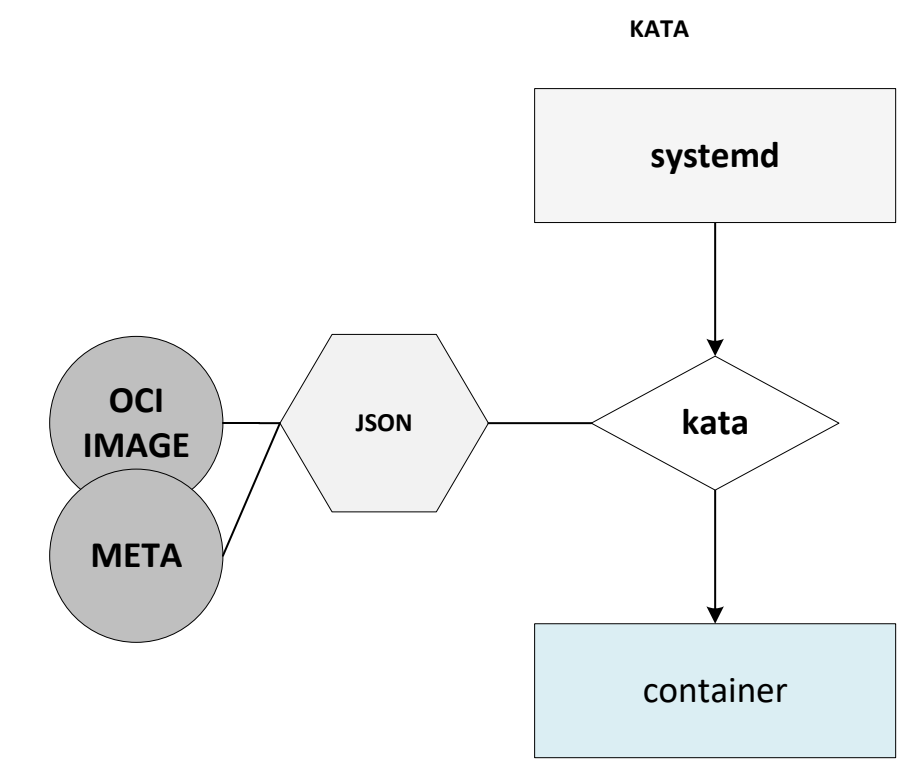 KATA
systemd
OCI
IMAGE
JSON
kata
META
container